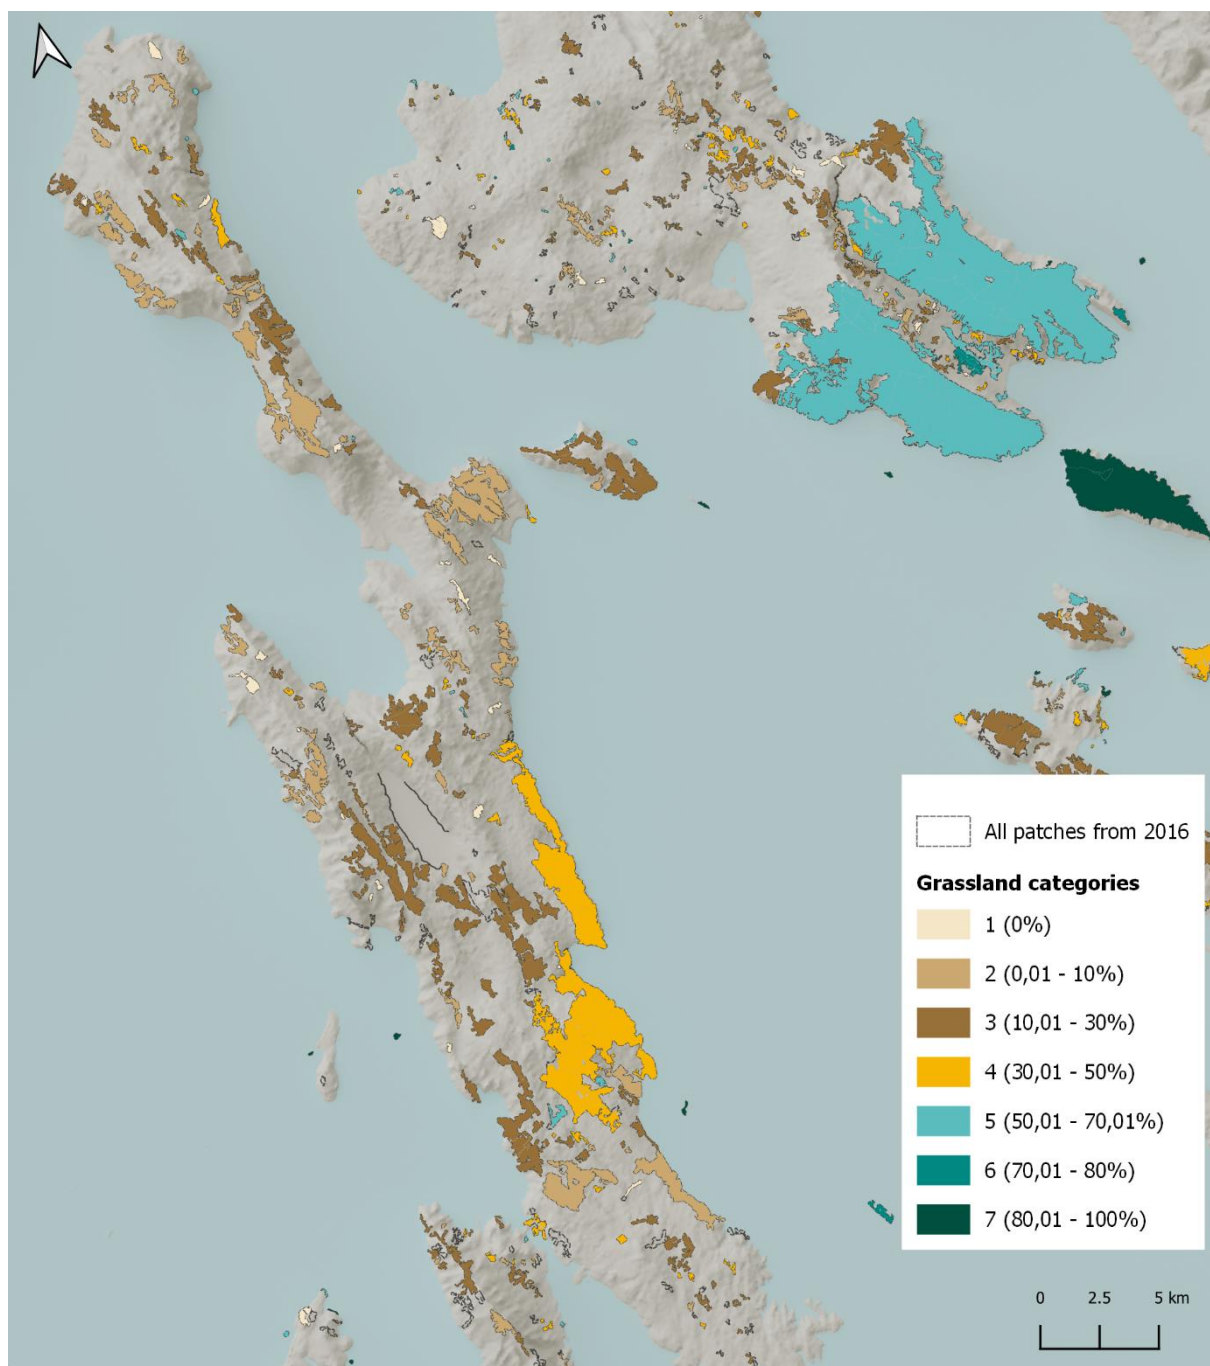 All patches from 2016
Grassland categories
1 (0%)
2 (0,01 - 10%)
3 (10,01 - 30%)
4 (30,01 - 50%)
5 (50,01 - 70,01%)
6 (70,01 - 80%)
7 (80,01 - 100%)
0 2.5 5 km